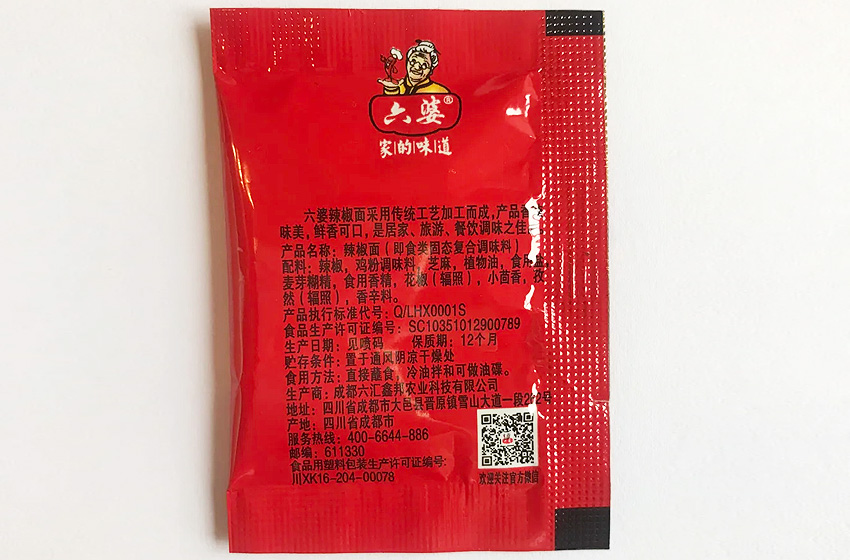 六婆®
家的味道
六婆辣椒面采用传统工艺加工而成,产品香
味美,鲜香可口,是居家、旅游、餐饮调味之佳
产品名称:辣椒面(即食类固态复合调味料)
配料:辣椒,鸡粉调味料,芝麻,植物油,食用盐,
麦芽糊精,食用香精,花椒(辐照),小茴香,孜
然(辐照),香辛料。
产品执行标准代号:Q/LHX0001S
食品生产许可证编号:SC10351012900789
生产日期:见喷码 保质期:12个月
贮存条件:置于通风阴凉干燥处
食用方法:直接蘸食,冷油拌和可做油碟。
生产商:成都六汇鑫邦农业科技有限公司
地址:四川省成都市大邑县晋原镇雪山大道一段2 2号
产地:四川省成都市
服务热线:400-6644-886
邮编:611330
食品用塑料包装生产许可证编号:
川XK16-204-00078
欢迎关注官方微信